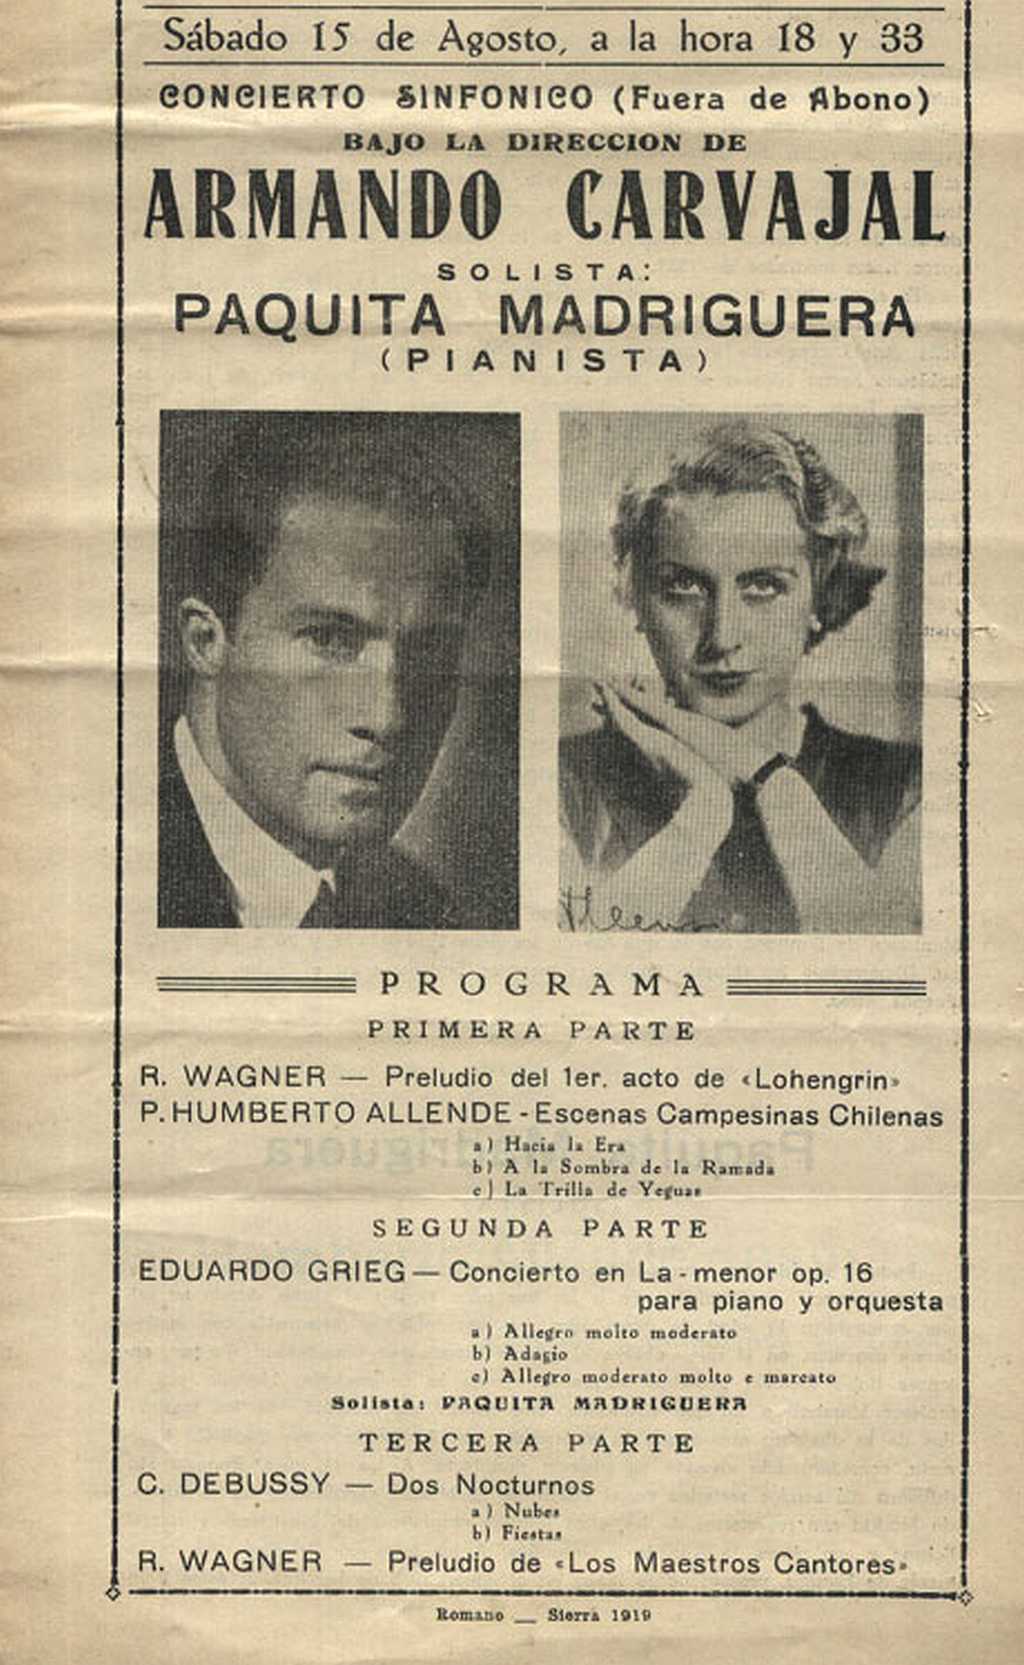 Sábado 15 de Agosto, a la hora 18 y 33
CONCIERTO SINFONICO (Fuera de Abono)
BAJO LA DIRECCION DE
ARMANDO CARVAJAL
SOLISTA:
PAQUITA MADRIGUERA
(PIANISTA)
PROGRAMA
PRIMERA PARTE
R. WAGNER — Preludio del 1er. acto de «Lohengrin»
P. HUMBERTO ALLENDE - Escenas Campesinas Chilenas
a) Hacia la Era
b) A la Sombra de la Ramada
c) La Trilla de Yeguas
SEGUNDA PARTE
EDUARDO GRIEG — Concierto en La - menor op. 16
para piano y orquesta
a) Allegro molto moderato
b) Adagio
c) Allegro moderato molto e marcato
Solista: PAQUITA MADRIGUERA
TERCERA PARTE
C. DEBUSSY — Dos Nocturnos
a) Nubes
b) Fiestas
R. WAGNER — Preludio de «Los Maestros Cantores»
Romano — Sierra 1919